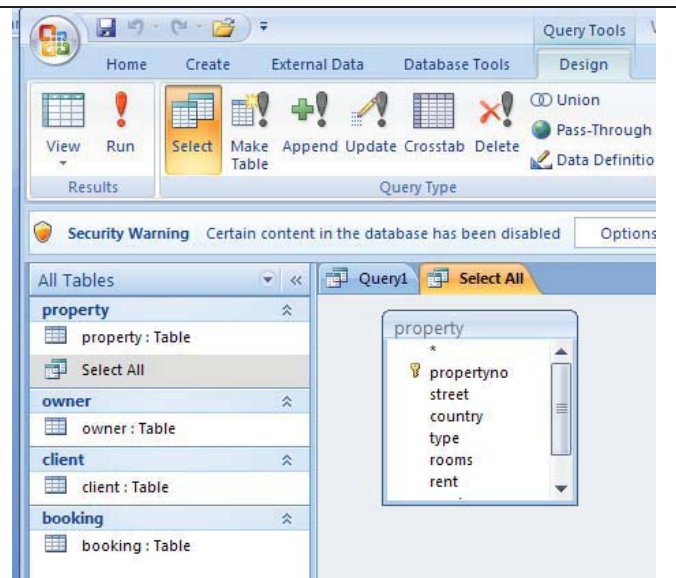 Query Tools
Home Create External Data Database Tools Design
View Run Select Make Table Append Update Crosstab Delete
Union
Pass-Through
Data Definitio
Results Query Type
Security Warning Certain content in the database has been disabled Options
All Tables « Query1 Select All
property
property : Table
Select All
owner
owner : Table
client
client : Table
booking
booking : Table
property
*
propertyno
street
country
type
rooms
rent